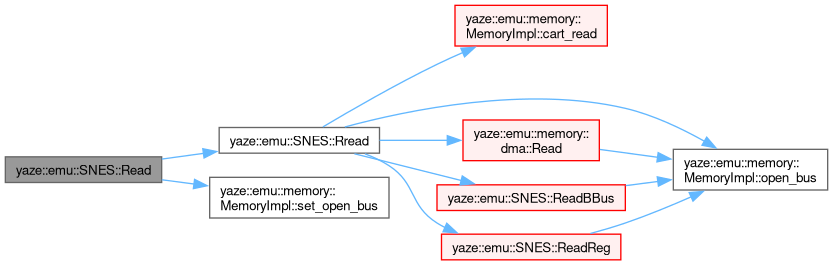 yaze::emu::SNES::Read
yaze::emu::SNES::Rread
yaze::emu::memory::
MemoryImpl::set_open_bus
yaze::emu::memory::
MemoryImpl::cart_read
yaze::emu::memory::
dma::Read
yaze::emu::SNES::ReadBBus
yaze::emu::SNES::ReadReg
yaze::emu::memory::
MemoryImpl::open_bus